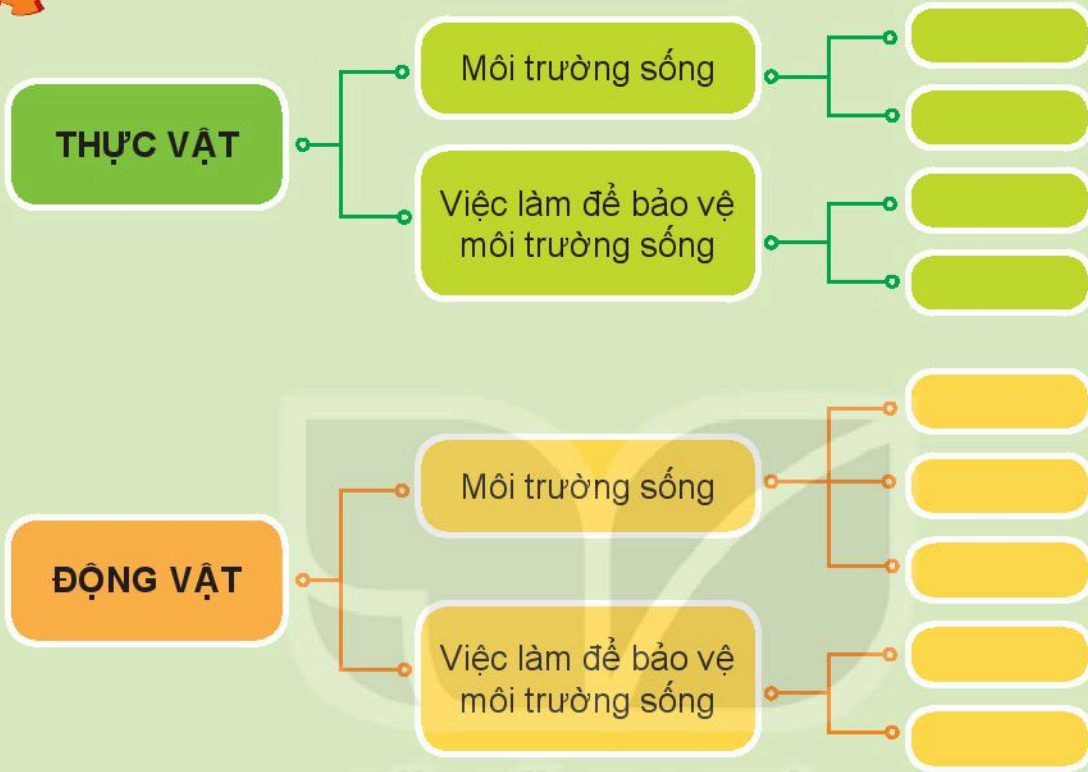 THỰC VẬT
Môi trường sống
Việc làm để bảo vệ
môi trường sống
ĐỘNG VẬT
Môi trường sống
Việc làm để bảo vệ
môi trường sống